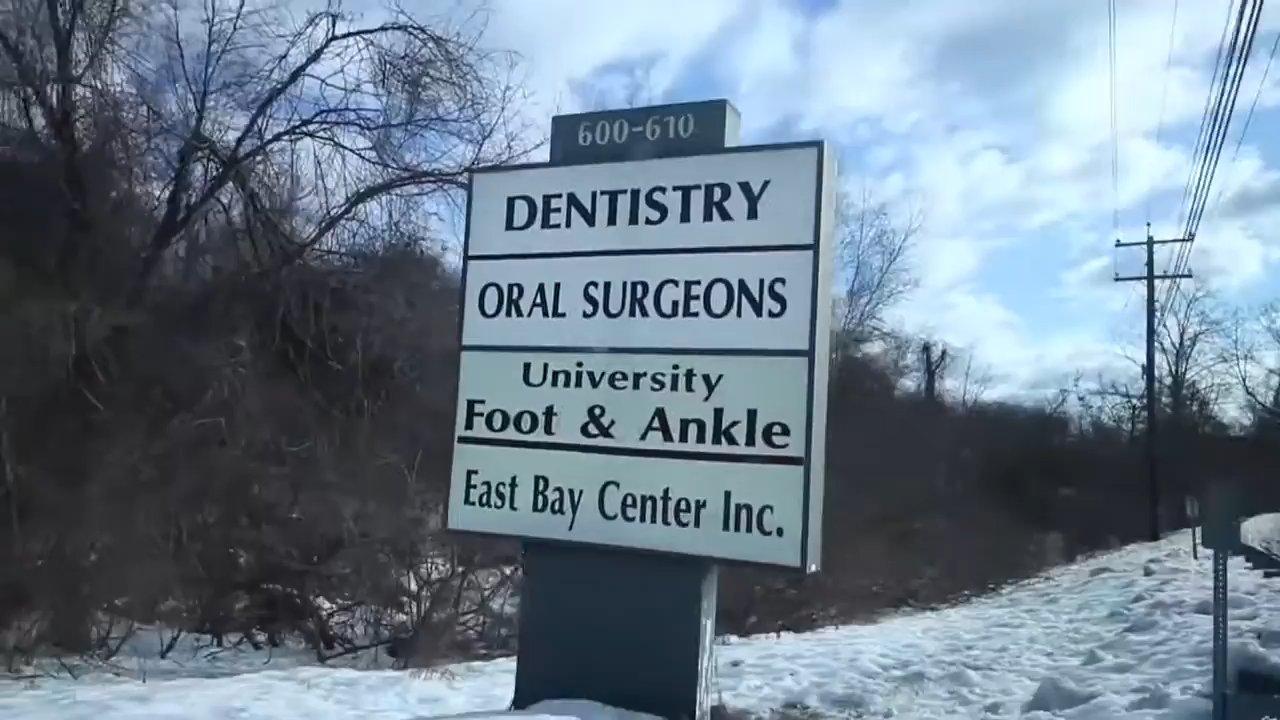 600-610
DENTISTRY
ORAL SURGEONS
University
Foot & Ankle
East Bay Center Inc.